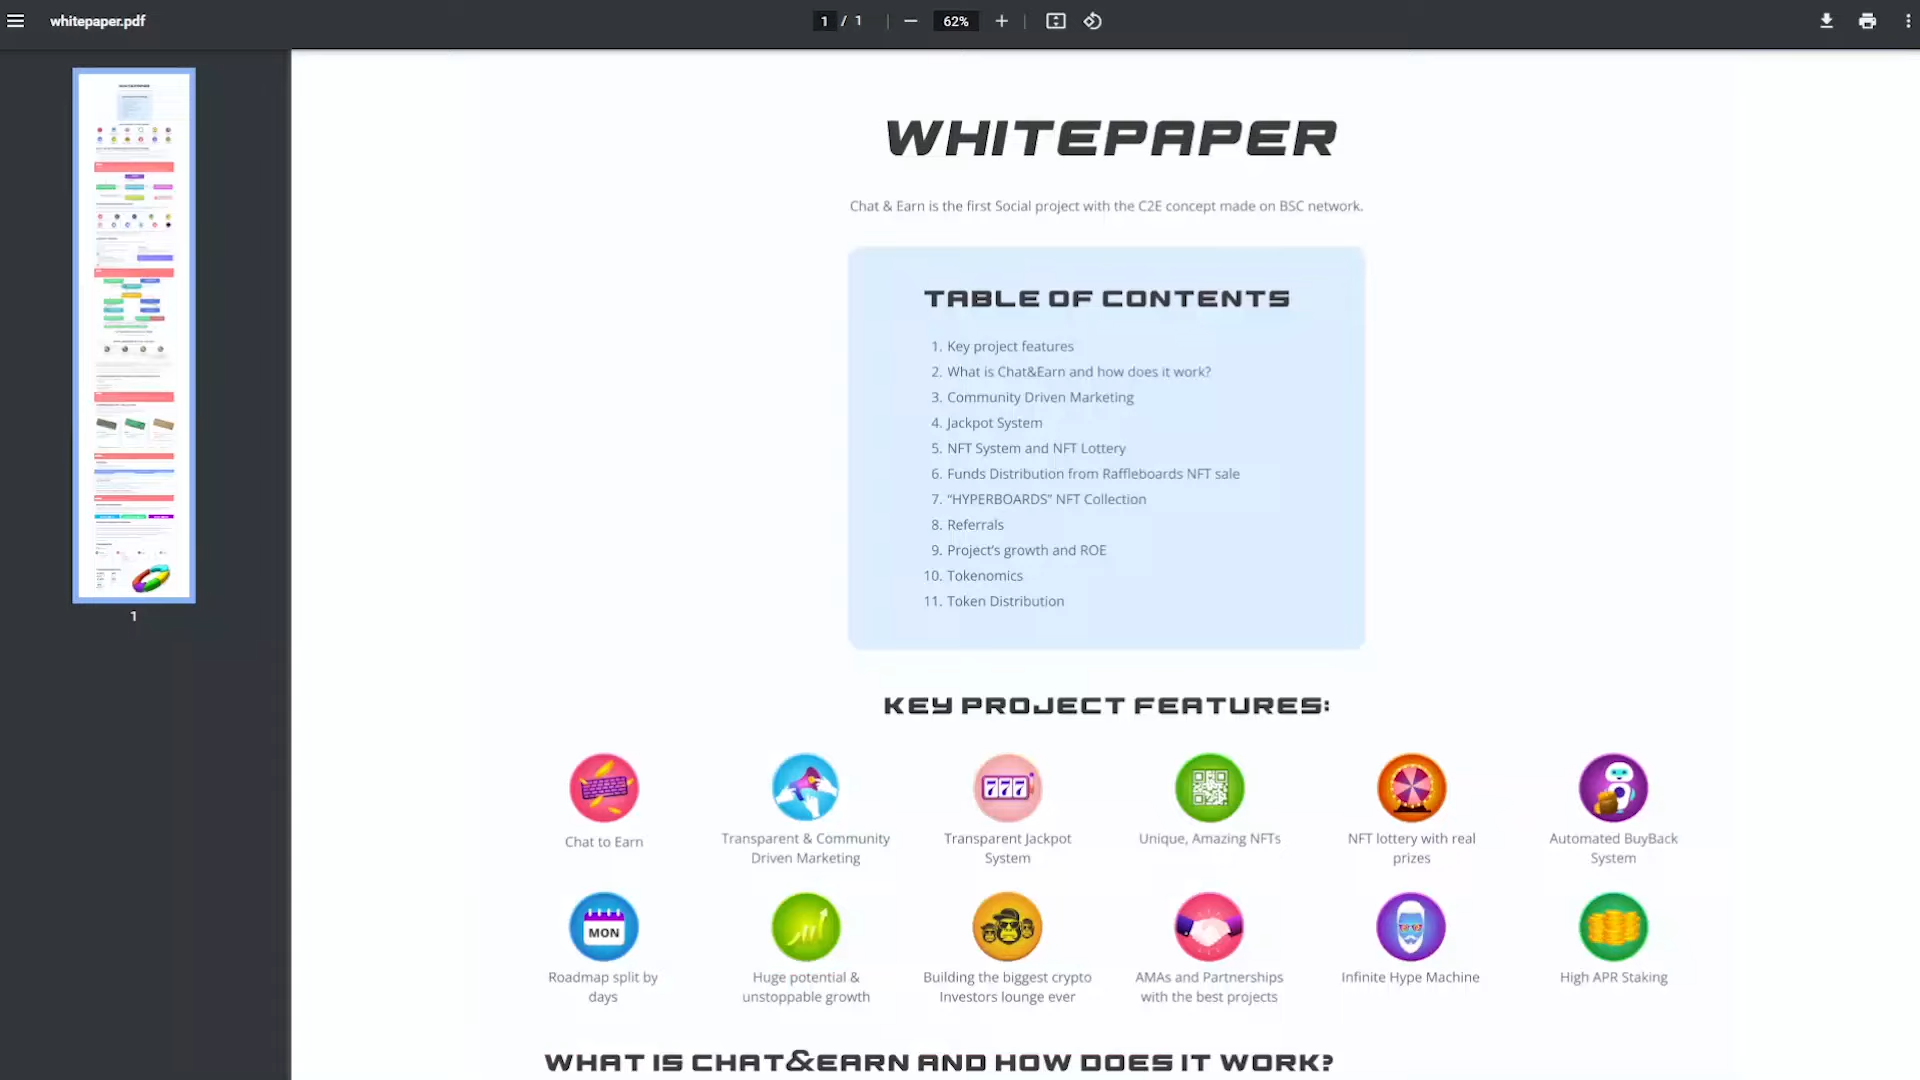 whitepaper.pdf
1 / 1
62%
1
WHITEPAPER
Chat & Earn is the first Social project with the C2E concept made on BSC network.
TABLE OF CONTENTS
1. Key project features
2. What is Chat&Earn and how does it work?
3. Community Driven Marketing
4. Jackpot System
5. NFT System and NFT Lottery
6. Funds Distribution from Raffleboards NFT sale
7. “HYPERBOARDS” NFT Collection
8. Referrals
9. Project’s growth and ROE
10. Tokenomics
11. Token Distribution
KEY PROJECT FEATURES:
777
Chat to Earn
Transparent & Community
Driven Marketing
Transparent Jackpot
System
Unique, Amazing NFTs
NFT lottery with real
prizes
Automated BuyBack
System
MON
Roadmap split by
days
Huge potential &
unstoppable growth
Building the biggest crypto
Investors lounge ever
AMAs and Partnerships
with the best projects
Infinite Hype Machine
High APR Staking
WHAT IS CHAT&EARN AND HOW DOES IT WORK?